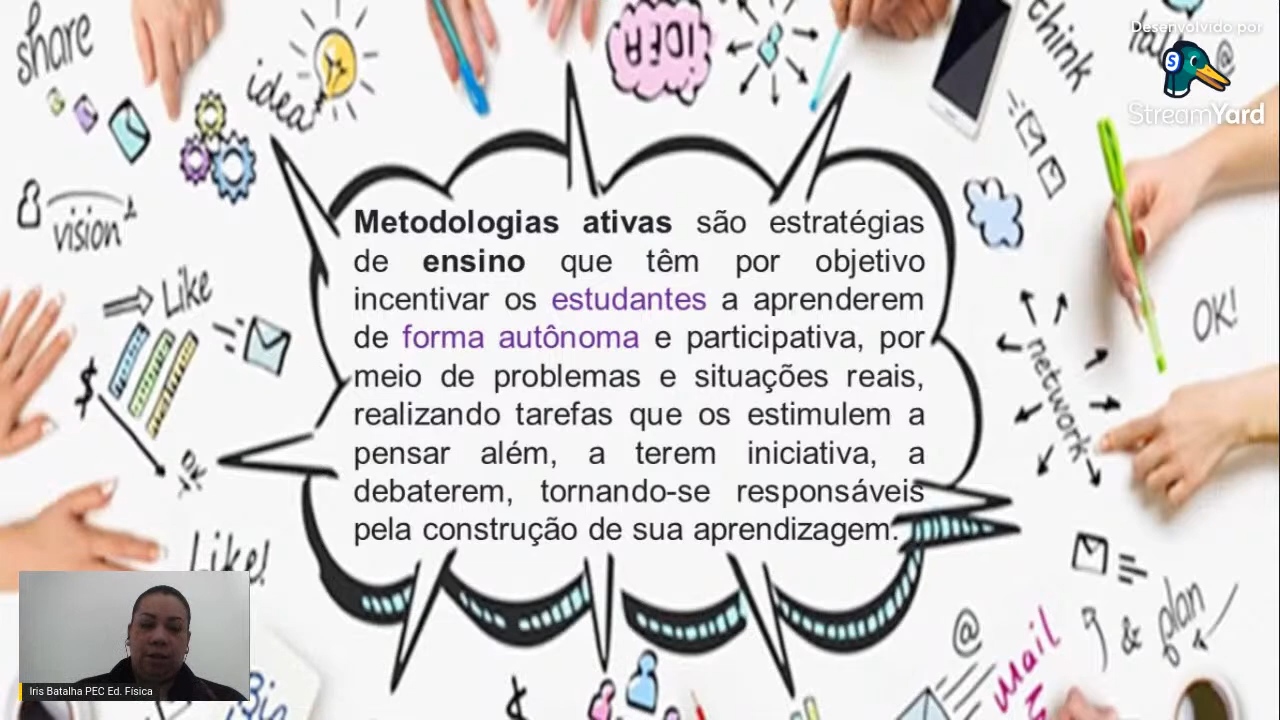 share
idea
IDEA
think
Desenvolvido por
StreamYard
@
vision
Like
$
OK
OK!
network
Metodologias ativas são estratégias
de ensino que têm por objetivo
incentivar os estudantes a aprenderem
de forma autônoma e participativa, por
meio de problemas e situações reais,
realizando tarefas que os estimulem a
pensar além, a terem iniciativa, a
debaterem, tornando-se responsáveis
pela construção de sua aprendizagem.
Like!
@
Mail
& plan
$
Iris Batalha PEC Ed. Física